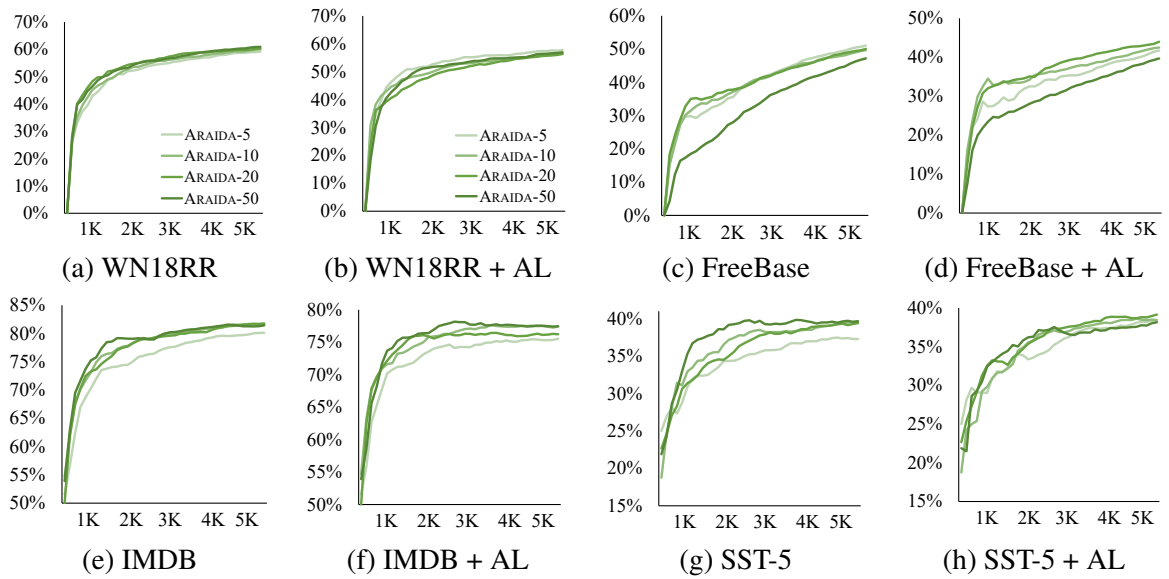 70%
60%
50%
40%
30%
20%
10%
0%
ARAIDA-5
ARAIDA-10
ARAIDA-20
ARAIDA-50
1K 2K 3K 4K 5K
(a) WN18RR
70%
60%
50%
40%
30%
20%
10%
0%
ARAIDA-5
ARAIDA-10
ARAIDA-20
ARAIDA-50
1K 2K 3K 4K 5K
(b) WN18RR + AL
60%
50%
40%
30%
20%
10%
0%
1K 2K 3K 4K 5K
(c) FreeBase
50%
40%
30%
20%
10%
0%
1K 2K 3K 4K 5K
(d) FreeBase + AL
85%
80%
75%
70%
65%
60%
55%
50%
1K 2K 3K 4K 5K
(e) IMDB
80%
75%
70%
65%
60%
55%
50%
1K 2K 3K 4K 5K
(f) IMDB + AL
40%
35%
30%
25%
20%
15%
1K 2K 3K 4K 5K
(g) SST-5
40%
35%
30%
25%
20%
15%
1K 2K 3K 4K 5K
(h) SST-5 + AL